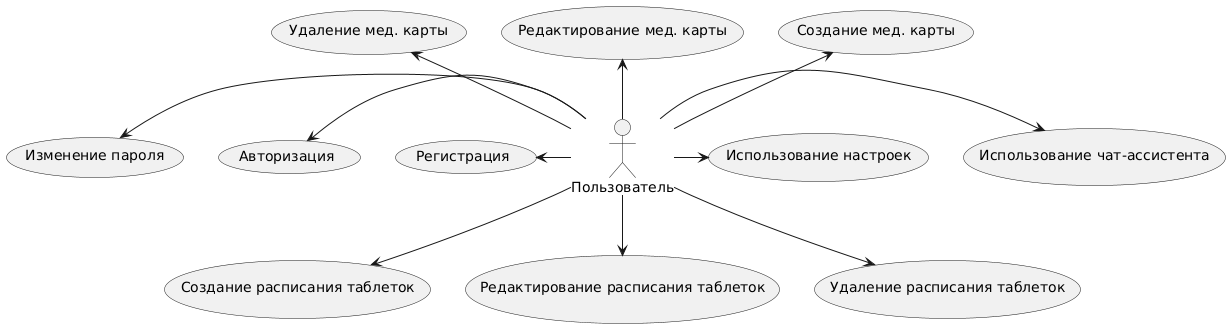 Удаление мед. карты
Редактирование мед. карты
Создание мед. карты
Изменение пароля
Авторизация
Регистрация
Использование настроек
Использование чат-ассистента
Пользователь
Создание расписания таблеток
Редактирование расписания таблеток
Удаление расписания таблеток